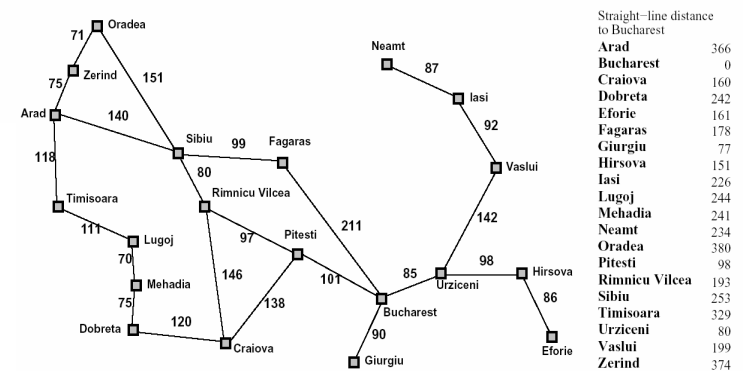 Oradea
71
Zerind
75
151
Arad
140
118
Sibiu
99
Fagaras
80
Timisoara
Rimnicu Vilcea
111
Lugoj
97
Pitesti
211
70
Mehadia
146
101
75
138
Dobreta
120
Craiova
Bucharest
90
Giurgiu
Neamt
87
Iasi
92
Vaslui
142
85
98
Urziceni
Hirsova
86
Eforie
Straight−line distance
to Bucharest
Arad 366
Bucharest 0
Craiova 160
Dobreta 242
Eforie 161
Fagaras 178
Giurgiu 77
Hirsova 151
Iasi 226
Lugoj 244
Mehadia 241
Neamt 234
Oradea 380
Pitesti 98
Rimnicu Vilcea 193
Sibiu 253
Timisoara 329
Urziceni 80
Vaslui 199
Zerind 374